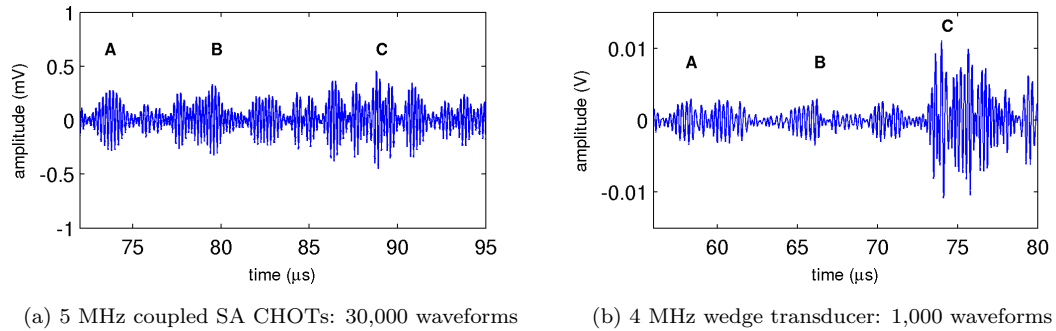 1
0.5
0
-0.5
-1
amplitude (mV)
A
B
C
75
80
85
90
95
time (μs)
(a) 5 MHz coupled SA CHOTs: 30,000 waveforms
0.01
0
-0.01
amplitude (V)
A
B
C
60
65
70
75
80
time (μs)
(b) 4 MHz wedge transducer: 1,000 waveforms